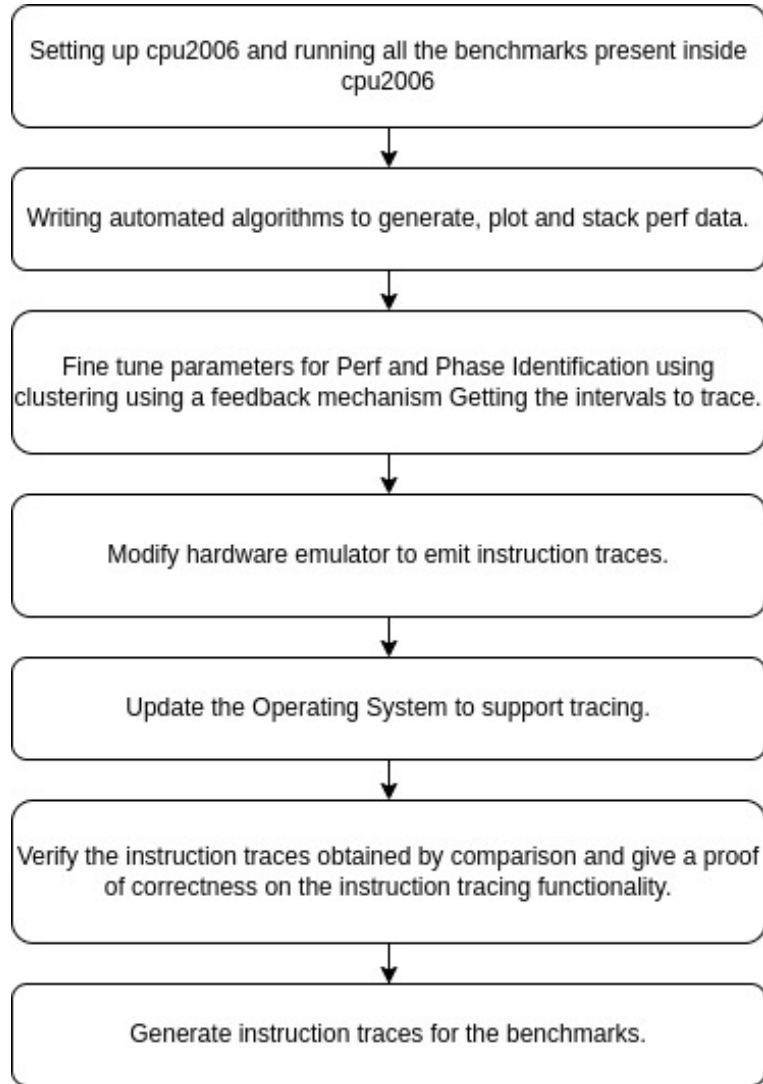 Setting up cpu2006 and running all the benchmarks present inside
cpu2006
Writing automated algorithms to generate, plot and stack perf data.
Fine tune parameters for Perf and Phase Identification using
clustering using a feedback mechanism Getting the intervals to trace.
Modify hardware emulator to emit instruction traces.
Update the Operating System to support tracing.
Verify the instruction traces obtained by comparison and give a proof
of correctness on the instruction tracing functionality.
Generate instruction traces for the benchmarks.